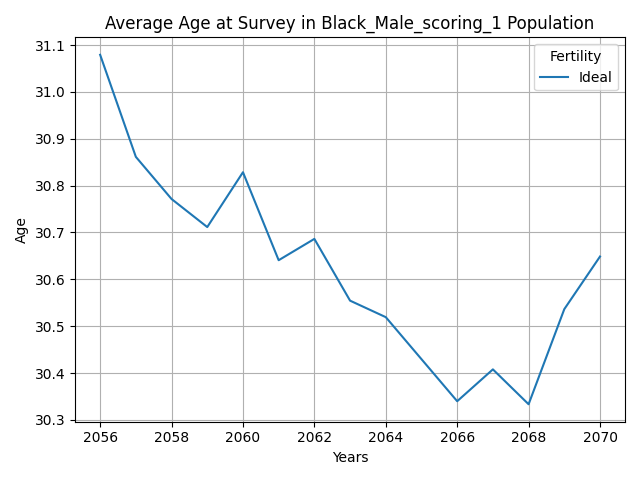 Average Age at Survey in Black_Male_scoring_1 Population
Fertility
Ideal
31.1
31.0
30.9
30.8
30.7
30.6
30.5
30.4
30.3
Age
2056 2058 2060 2062 2064 2066 2068 2070
Years